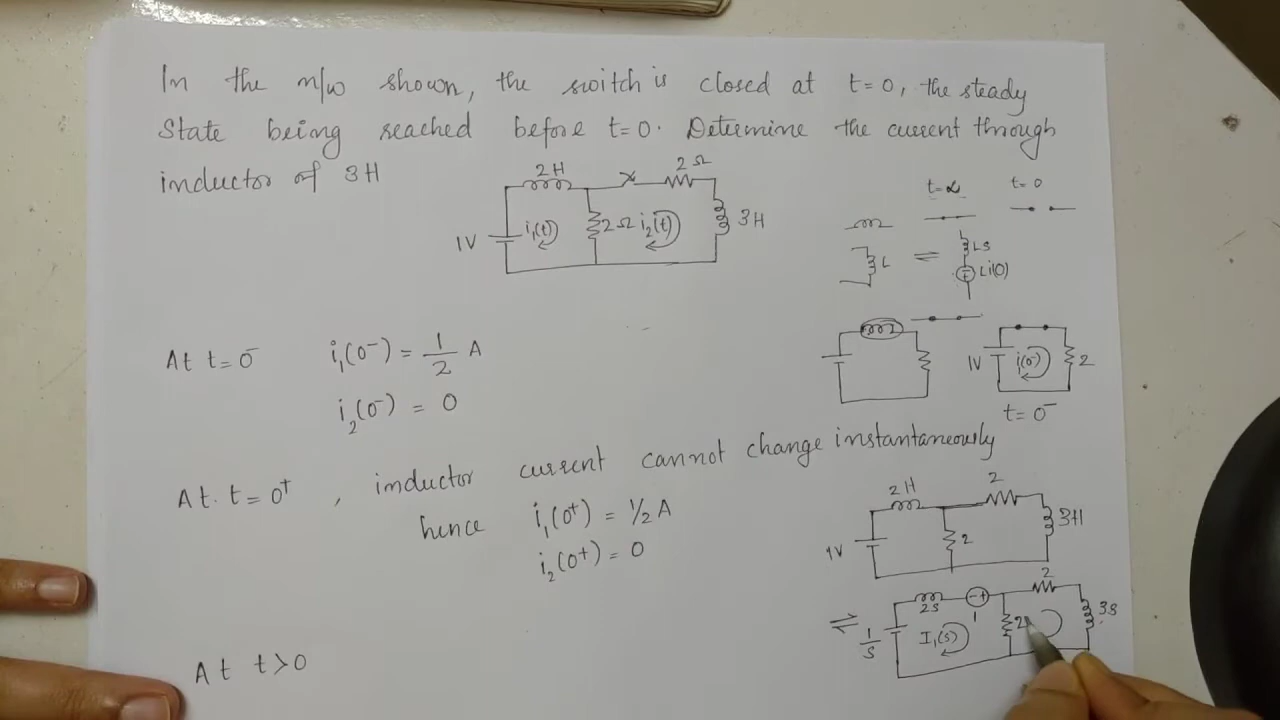 In the n/w shown, the switch is closed at t=0, the steady
State being reached before t=0. Determine the current through
inductor of 3H
2H
2Ω
1V
i₁(t)
2Ω
i₂(t)
3H
t=∝
t=0
L
⇌
LS
+
Li(0)
At t=0⁻ i₁(0⁻) = 1/2 A
i₂(0⁻) = 0
1V
i₁(0⁻)
2
t=0⁻
At. t=0⁺, inductor current cannot change instantaneously
hence i₁(0⁺) = 1/2 A
i₂(0⁺) = 0
2H
2
1V
2
3H
⇌
1/S
2S
- +
1
2
I₁(s)
3S
At t>0